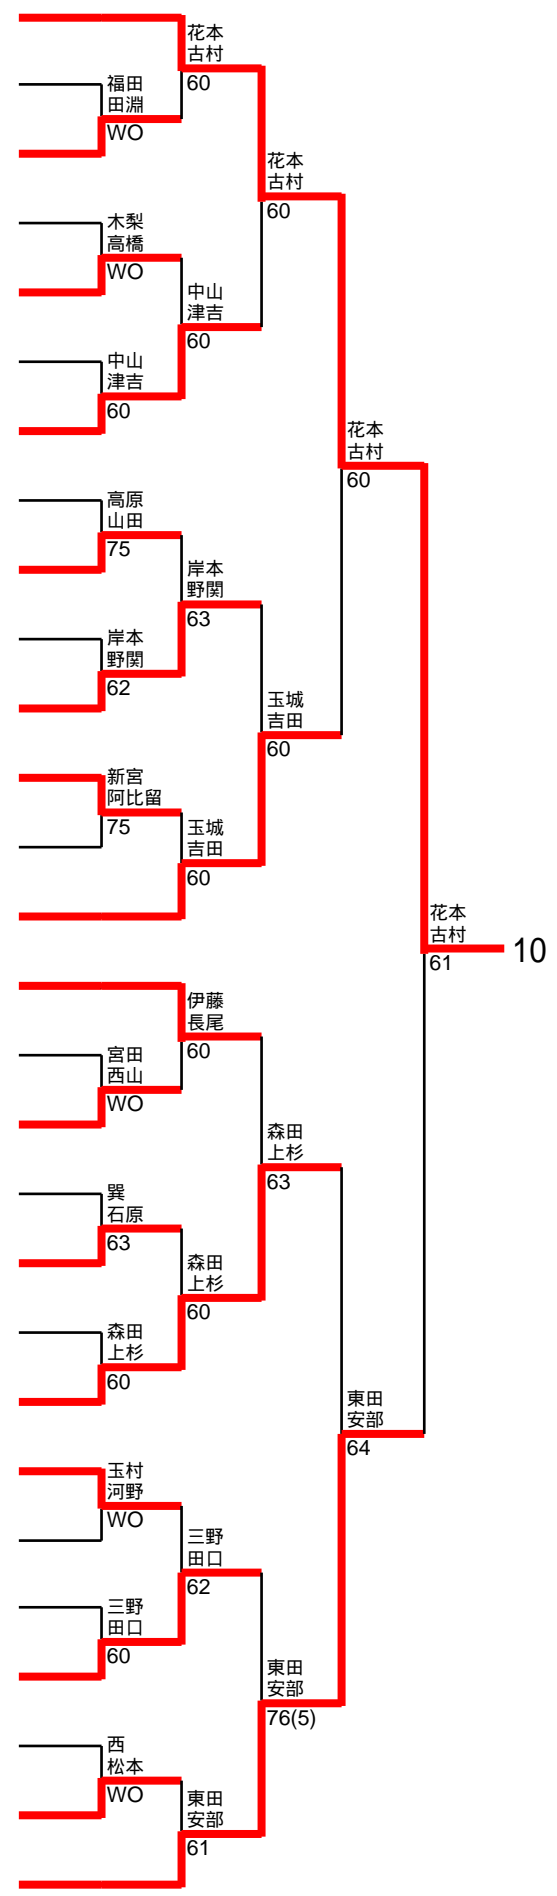 花本
古村
60
福田
田淵
WO
花本
古村
60
木梨
高橋
WO
中山
津吉
60
中山
津吉
60
花本
古村
60
高原
山田
75
岸本
野関
63
岸本
野関
62
玉城
吉田
60
新宮
阿比留
75
玉城
吉田
60
花本
古村
61
10
伊藤
長尾
60
宮田
西山
WO
森田
上杉
63
巽
石原
63
森田
上杉
60
森田
上杉
60
東田
安部
64
玉村
河野
WO
三野
田口
62
三野
田口
60
東田
安部
76(5)
西
松本
WO
東田
安部
61